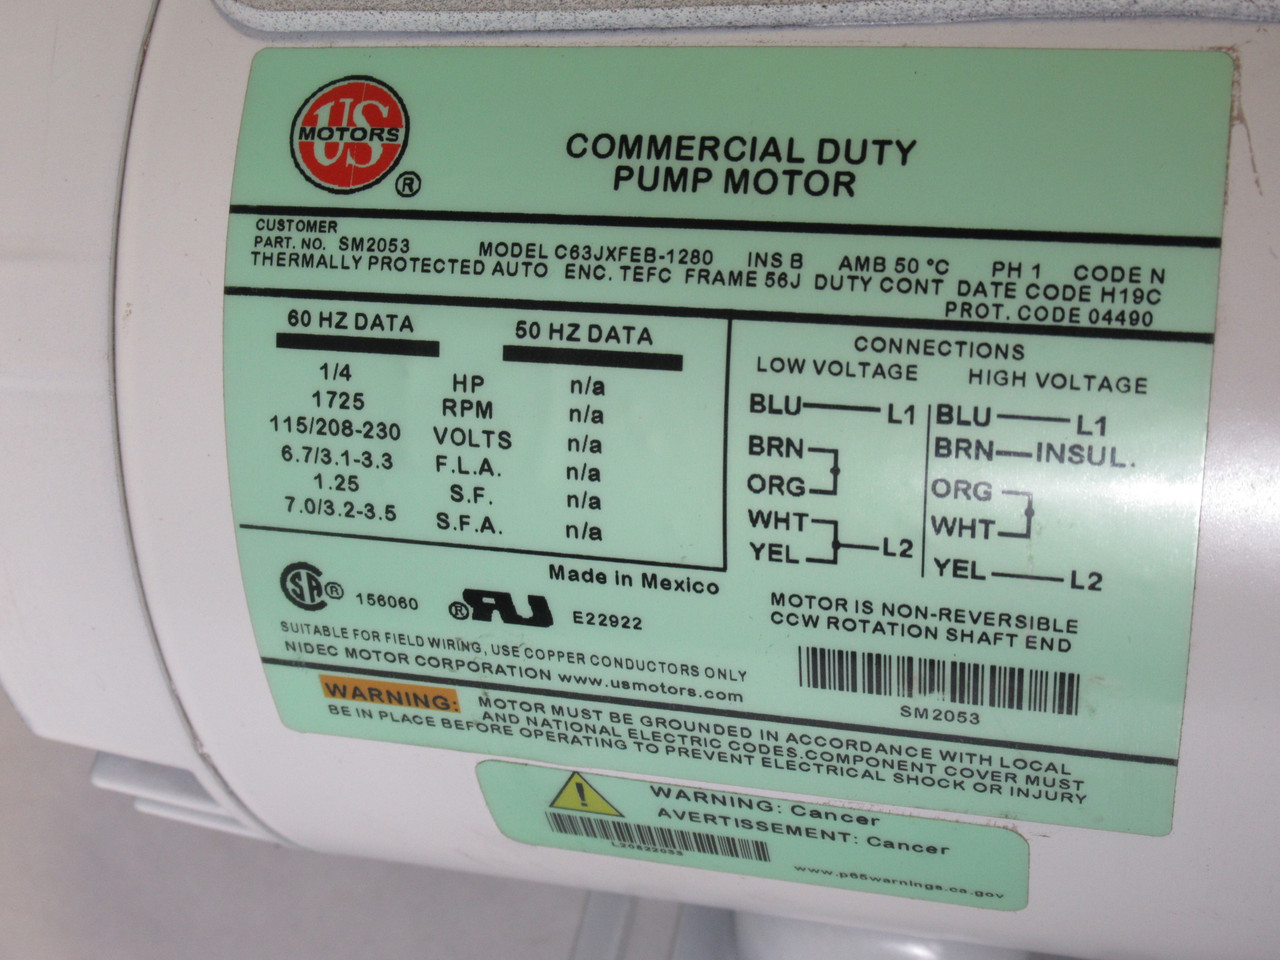 US
MOTORS
®
COMMERCIAL DUTY
PUMP MOTOR
CUSTOMER
PART. NO. SM2053 MODEL C63JXFEB-1280 INS B AMB 50 °C PH 1 CODE N
THERMALLY PROTECTED AUTO ENC. TEFC FRAME 56J DUTY CONT DATE CODE H19C
PROT. CODE 04490
60 HZ DATA 50 HZ DATA
1/4 HP n/a
1725 RPM n/a
115/208-230 VOLTS n/a
6.7/3.1-3.3 F.L.A. n/a
1.25 S.F. n/a
7.0/3.2-3.5 S.F.A. n/a
CONNECTIONS
LOW VOLTAGE HIGH VOLTAGE
BLU L1 BLU L1
BRN BRN INSUL.
ORG ORG
WHT WHT
YEL L2 YEL L2
Made in Mexico
SA® 156060 ®RU E22922
MOTOR IS NON-REVERSIBLE
CCW ROTATION SHAFT END
SUITABLE FOR FIELD WIRING, USE COPPER CONDUCTORS ONLY
NIDEC MOTOR CORPORATION www.usmotors.com
SM2053
WARNING: MOTOR MUST BE GROUNDED IN ACCORDANCE WITH LOCAL
AND NATIONAL ELECTRIC CODES.COMPONENT COVER MUST
BE IN PLACE BEFORE OPERATING TO PREVENT ELECTRICAL SHOCK OR INJURY
WARNING: Cancer
AVERTISSEMENT: Cancer
www.p65warnings.ca.gov